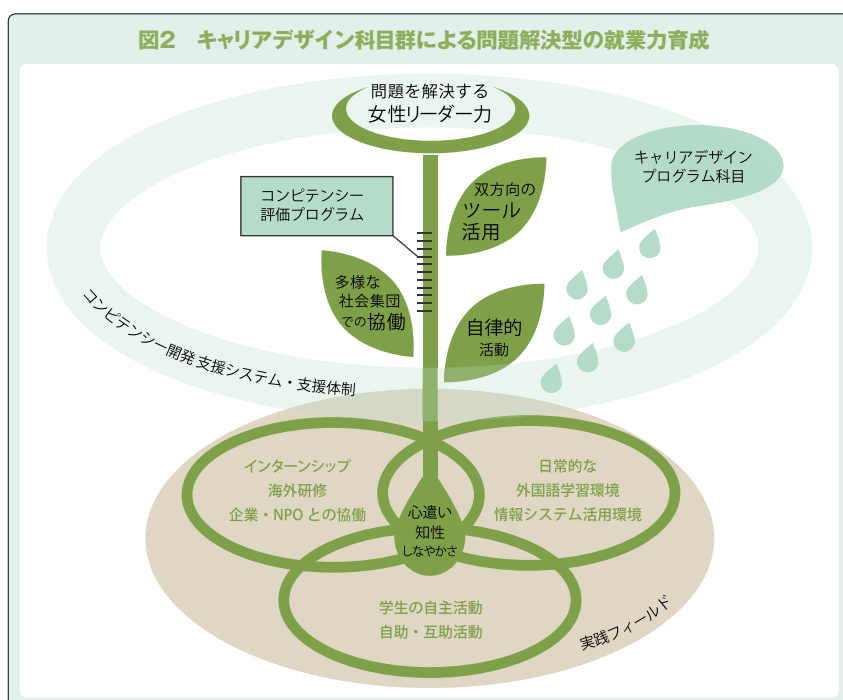 図2 キャリアデザイン科目群による問題解決型の就業力育成
問題を解決する
女性リーダー力
キャリアデザイン
プログラム科目
コンピテンシー
評価プログラム
双方向の
ツール
活用
多様な
社会集団
での協働
自律的
活動
コンピテンシー開発支援システム・支援体制
インターンシップ
海外研修
企業・NPOとの協働
日常的な
外国語学習環境
情報システム活用環境
心遣い
知性
しなやかさ
学生の自主活動
自助・互助活動
実践フィールド